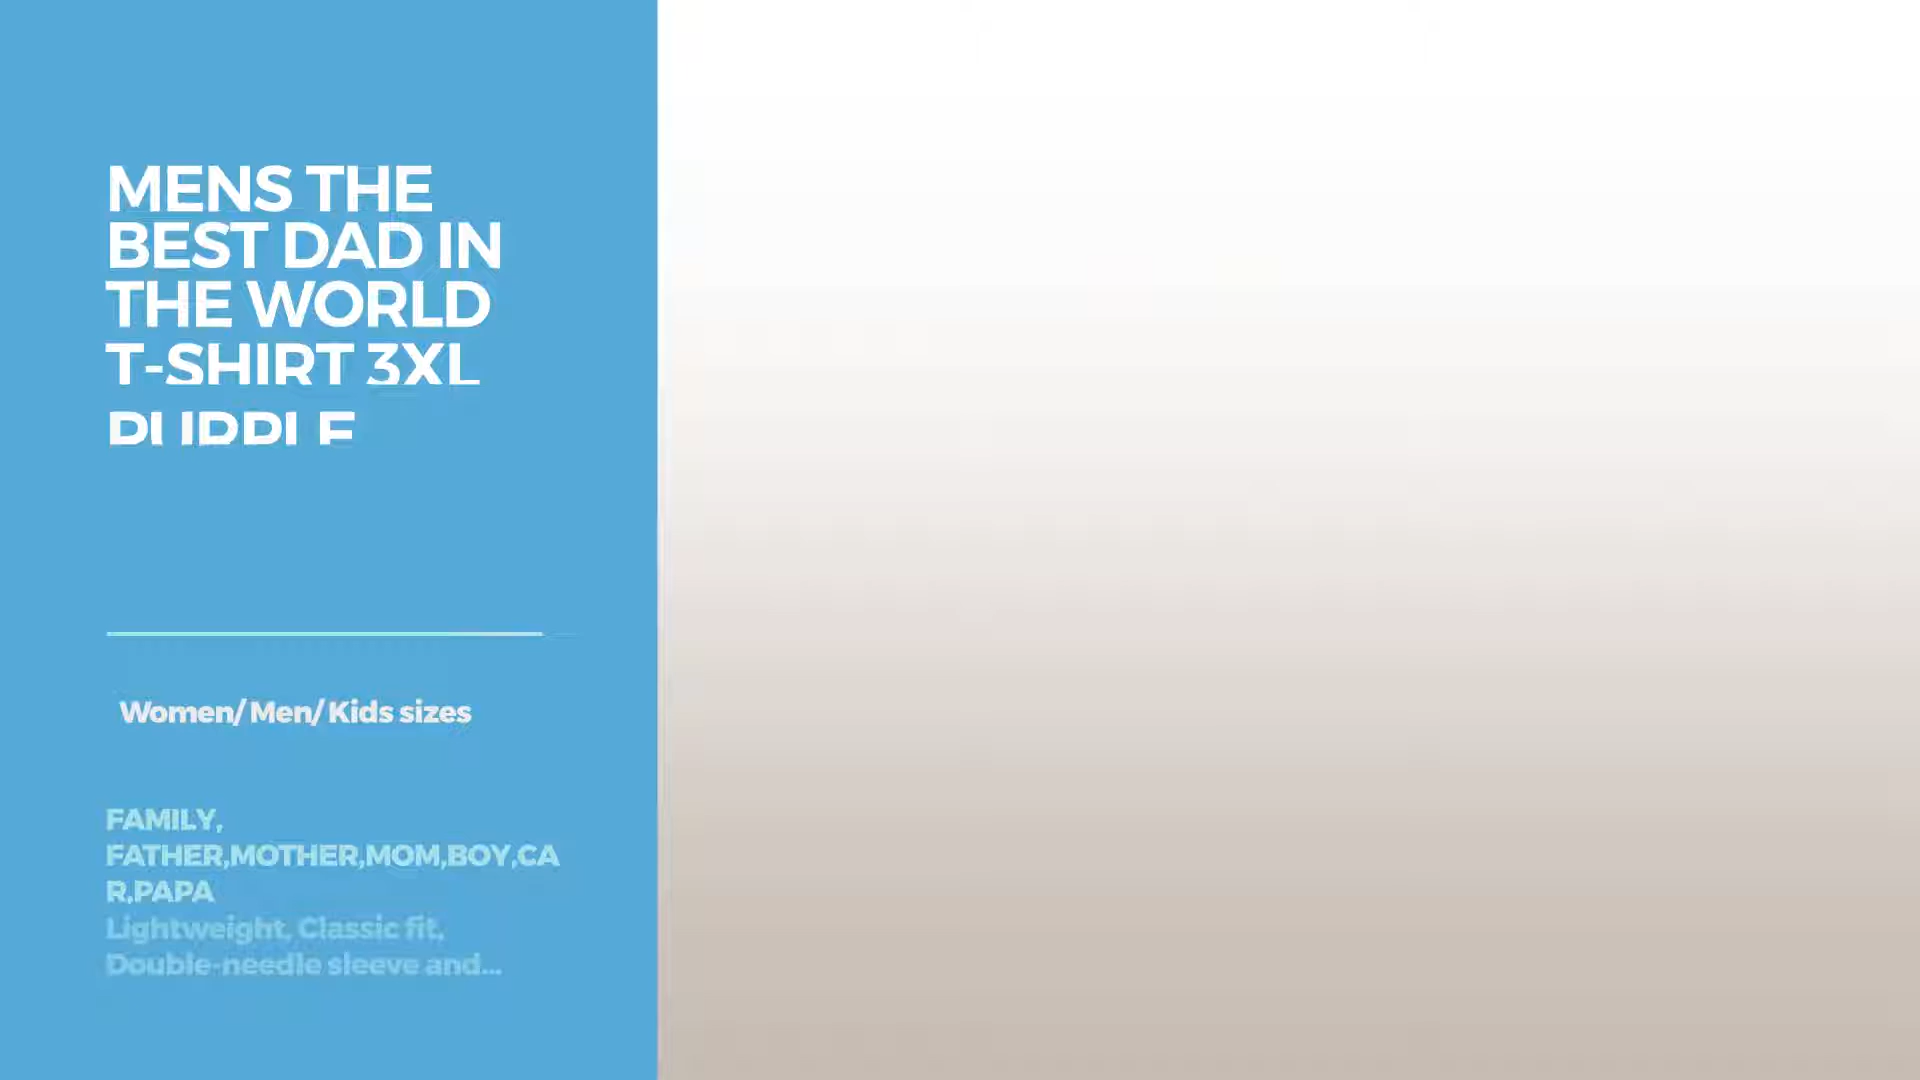 MENS THE
BEST DAD IN
THE WORLD
T-SHIRT 3XL
PURPLE
Women/Men/Kids sizes
FAMILY,
FATHER,MOTHER,MOM,BOY,CA
R,PAPA
Lightweight, Classic fit,
Double-needle sleeve and...